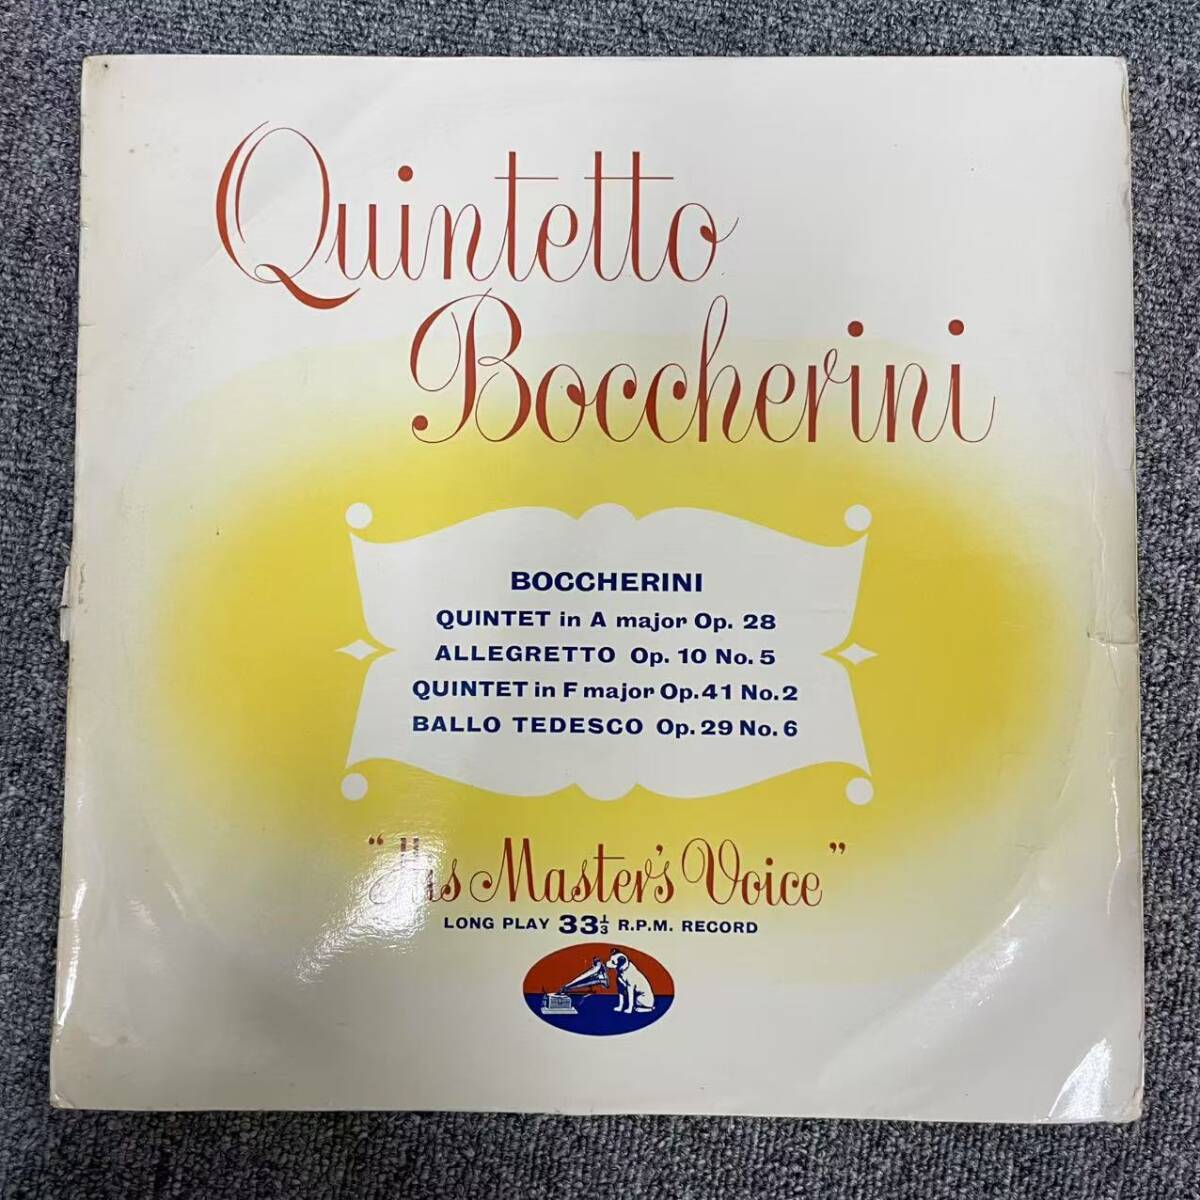 Quintetto
Boccherini
BOCCHERINI
QUINTET in A major Op. 28
ALLEGRETTO Op. 10 No. 5
QUINTET in F major Op. 41 No. 2
BALLO TEDESCO Op. 29 No. 6
"His Master's Voice"
LONG PLAY 33⅓ R.P.M. RECORD